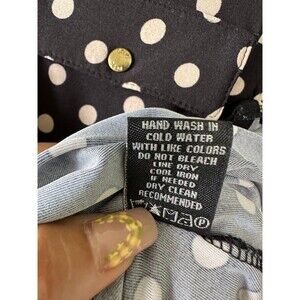 HAND WASH IN
COLD WATER
WITH LIKE COLORS
DO NOT BLEACH
LINE DRY
COOL IRON
IF NEEDED
DRY CLEAN
RECOMMENDED